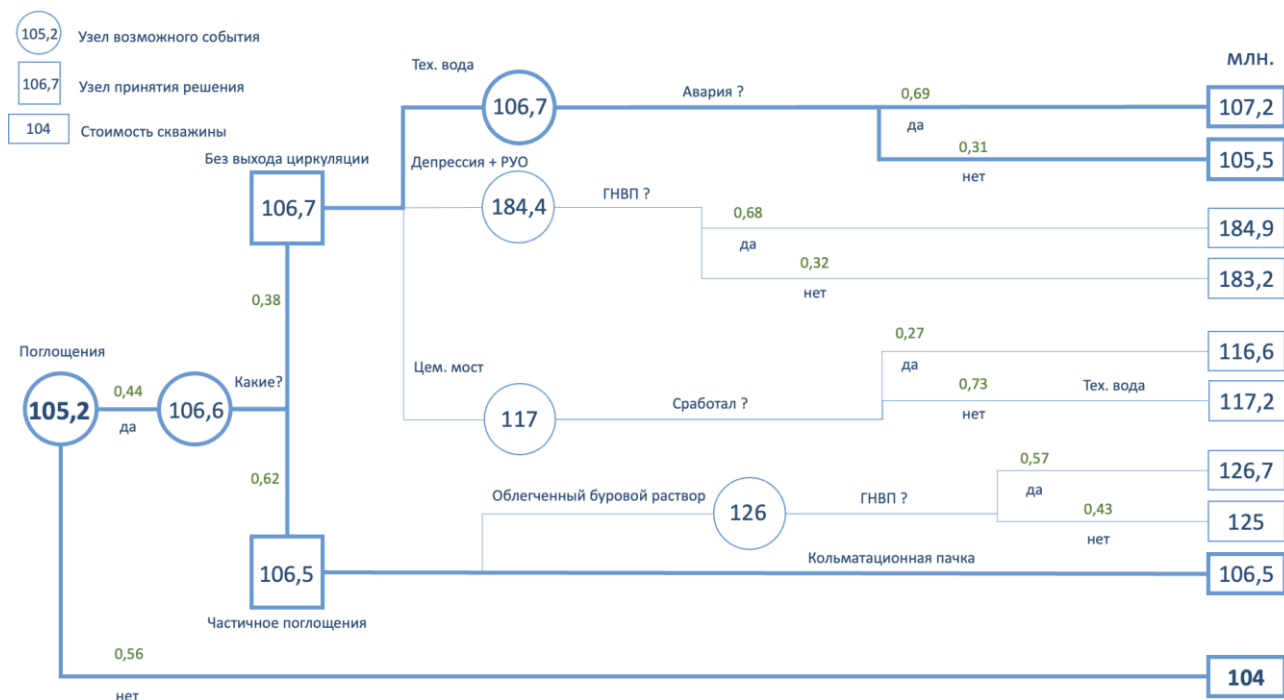 105,2 Узел возможного события
106,7 Узел принятия решения
104 Стоимость скважины
млн.
Тех. вода
106,7
Авария ?
0,69
да
107,2
0,31
нет
105,5
Без выхода циркуляции
106,7
Депрессия + РУО
184,4
ГНВП ?
0,68
да
184,9
0,32
нет
183,2
0,38
Цем. мост
117
Сработал ?
0,27
да
116,6
0,73
нет
Тех. вода
117,2
Поглощения
105,2
0,44
да
106,6
Какие?
0,62
Облегченный буровой раствор
126
ГНВП ?
0,57
да
126,7
0,43
нет
125
Кольматационная пачка
106,5
106,5
Частичное поглощения
0,56
нет
104